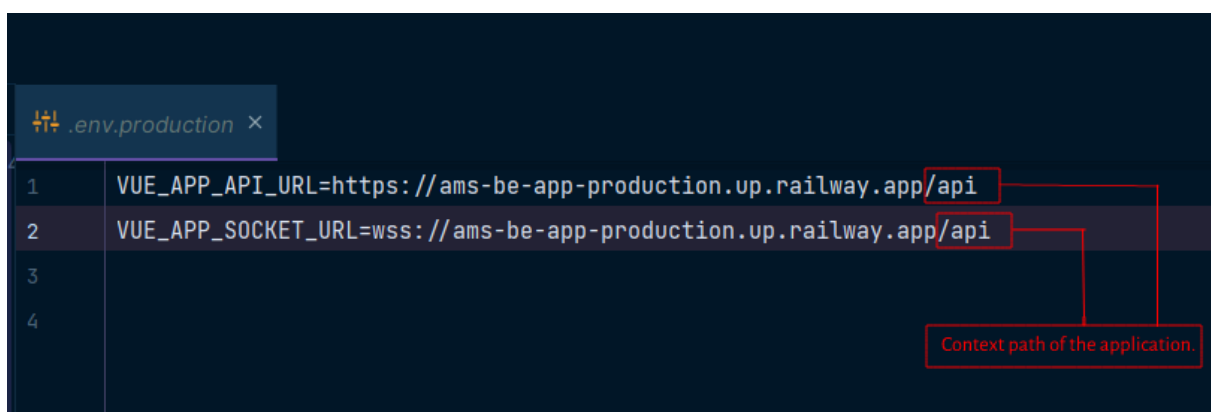 .env.production ×
1 VUE_APP_API_URL=https://ams-be-app-production.up.railway.app/api
2 VUE_APP_SOCKET_URL=wss://ams-be-app-production.up.railway.app/api
3
4
Context path of the application.